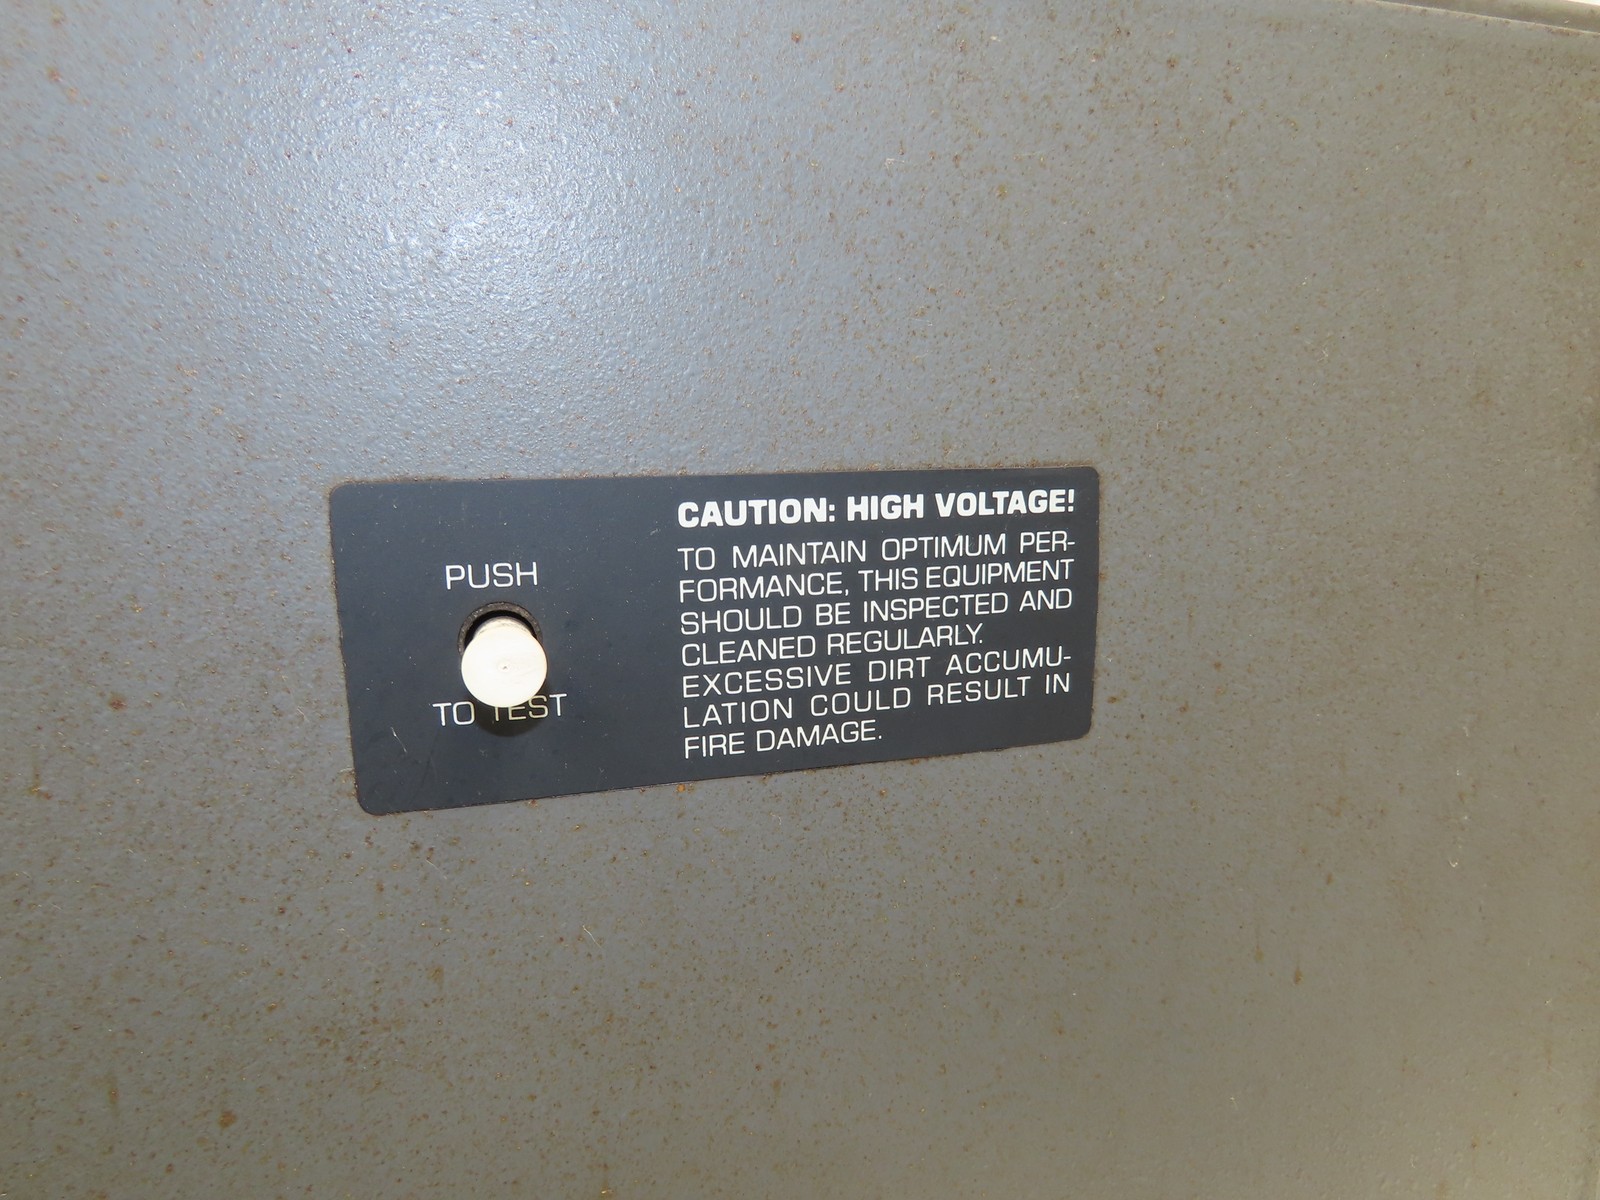 PUSH
TO TEST
CAUTION: HIGH VOLTAGE!
TO MAINTAIN OPTIMUM PER-
FORMANCE, THIS EQUIPMENT
SHOULD BE INSPECTED AND
CLEANED REGULARLY.
EXCESSIVE DIRT ACCUMU-
LATION COULD RESULT IN
FIRE DAMAGE.